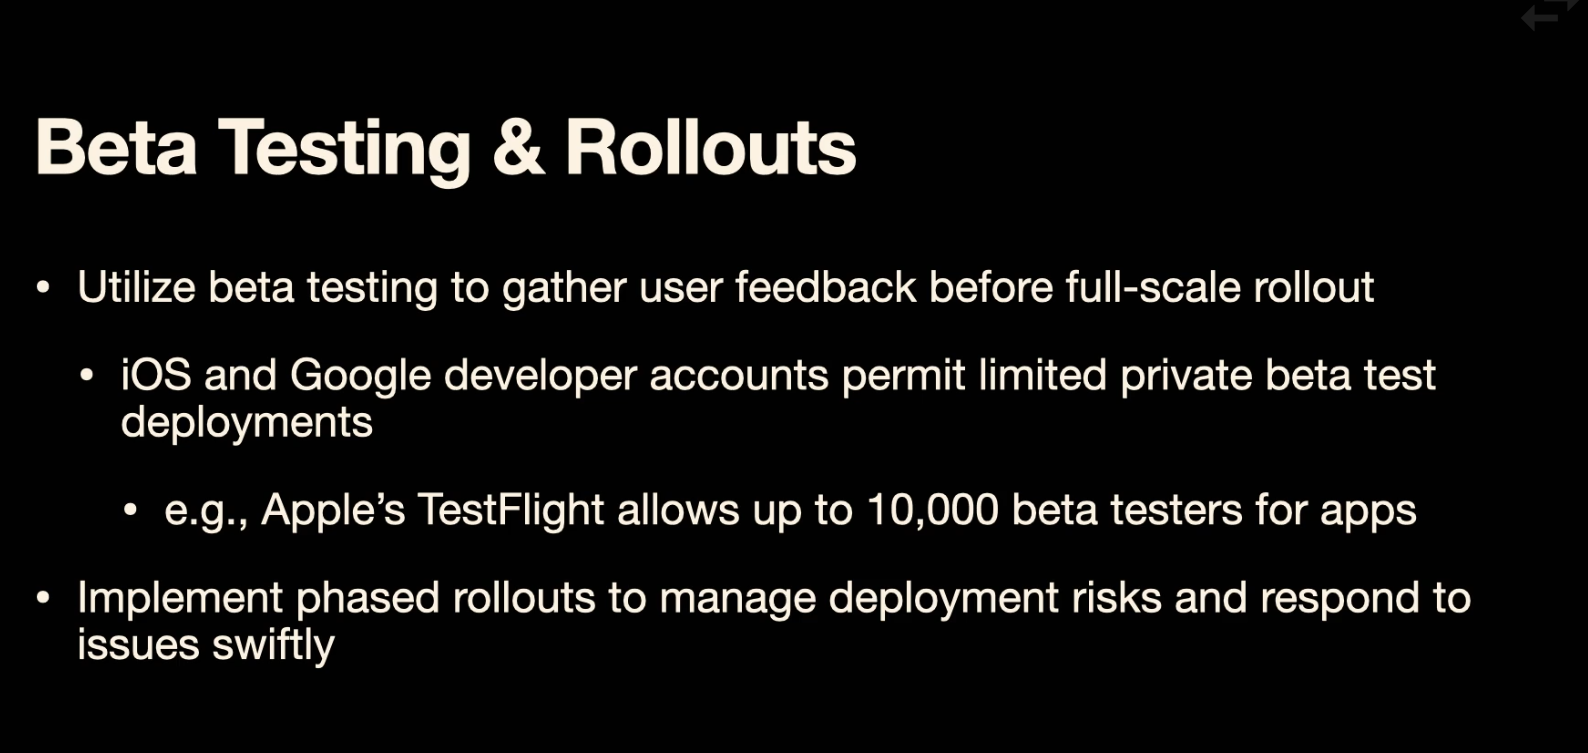 Beta Testing & Rollouts
• Utilize beta testing to gather user feedback before full-scale rollout
• iOS and Google developer accounts permit limited private beta test
deployments
• e.g., Apple’s TestFlight allows up to 10,000 beta testers for apps
• Implement phased rollouts to manage deployment risks and respond to
issues swiftly